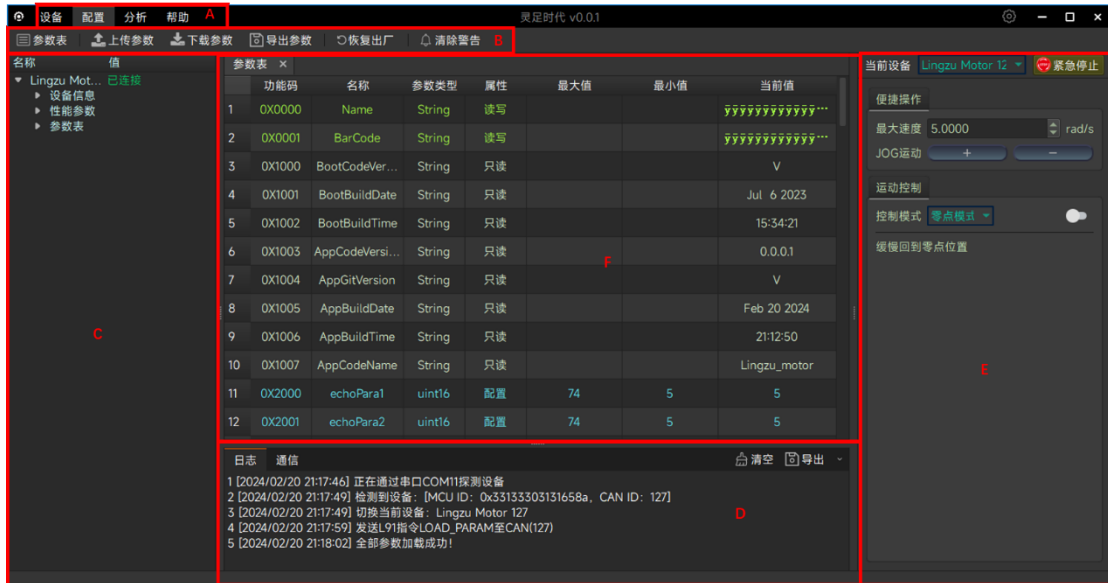 设备 配置 分析 帮助 A 灵足时代 v0.0.1
参数表 上传参数 下载参数 导出参数 恢复出厂 清除警告 B
名称 值
Lingzu Mot... 已连接
设备信息
性能参数
参数表
C
参数表 ×
功能码 名称 参数类型 属性 最大值 最小值 当前值
1 0X0000 Name String 读写 ÿÿÿÿÿÿÿÿÿÿÿÿ...
2 0X0001 BarCode String 读写 ÿÿÿÿÿÿÿÿÿÿÿÿ...
3 0X1000 BootCodeVer... String 只读 V
4 0X1001 BootBuildDate String 只读 Jul 6 2023
5 0X1002 BootBuildTime String 只读 15:34:21
6 0X1003 AppCodeVersi... String 只读 0.0.0.1
7 0X1004 AppGitVersion String 只读 V
8 0X1005 AppBuildDate String 只读 Feb 20 2024
9 0X1006 AppBuildTime String 只读 21:12:50
10 0X1007 AppCodeName String 只读 Lingzu_motor
11 0X2000 echoPara1 uint16 配置 74 5 5
12 0X2001 echoPara2 uint16 配置 74 5 5
F
日志 通信 清空 导出
1 [2024/02/20 21:17:46] 正在通过串口COM11探测设备
2 [2024/02/20 21:17:49] 检测到设备：[MCU ID：0x33133303131658a，CAN ID：127]
3 [2024/02/20 21:17:49] 切换当前设备：Lingzu Motor 127
4 [2024/02/20 21:17:59] 发送L91指令LOAD_PARAM至CAN(127)
5 [2024/02/20 21:18:02] 全部参数加载成功！
D
当前设备 Lingzu Motor 12 紧急停止
便捷操作
最大速度 5.0000 rad/s
JOG运动 + −
运动控制
控制模式 零点模式
缓慢回到零点位置
E